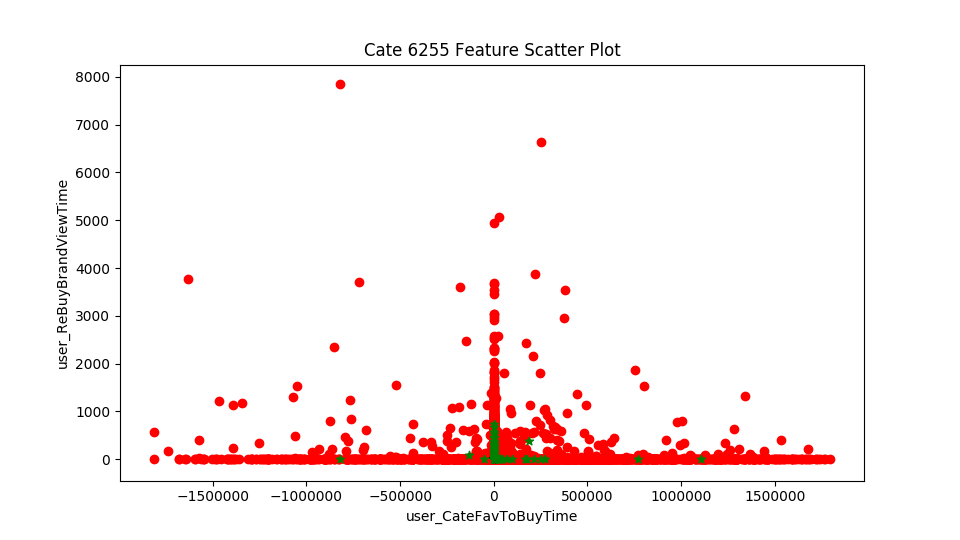 Cate 6255 Feature Scatter Plot
8000
7000
6000
5000
4000
3000
2000
1000
0
user_ReBuyBrandViewTime
−1500000 −1000000 −500000 0 500000 1000000 1500000
user_CateFavToBuyTime